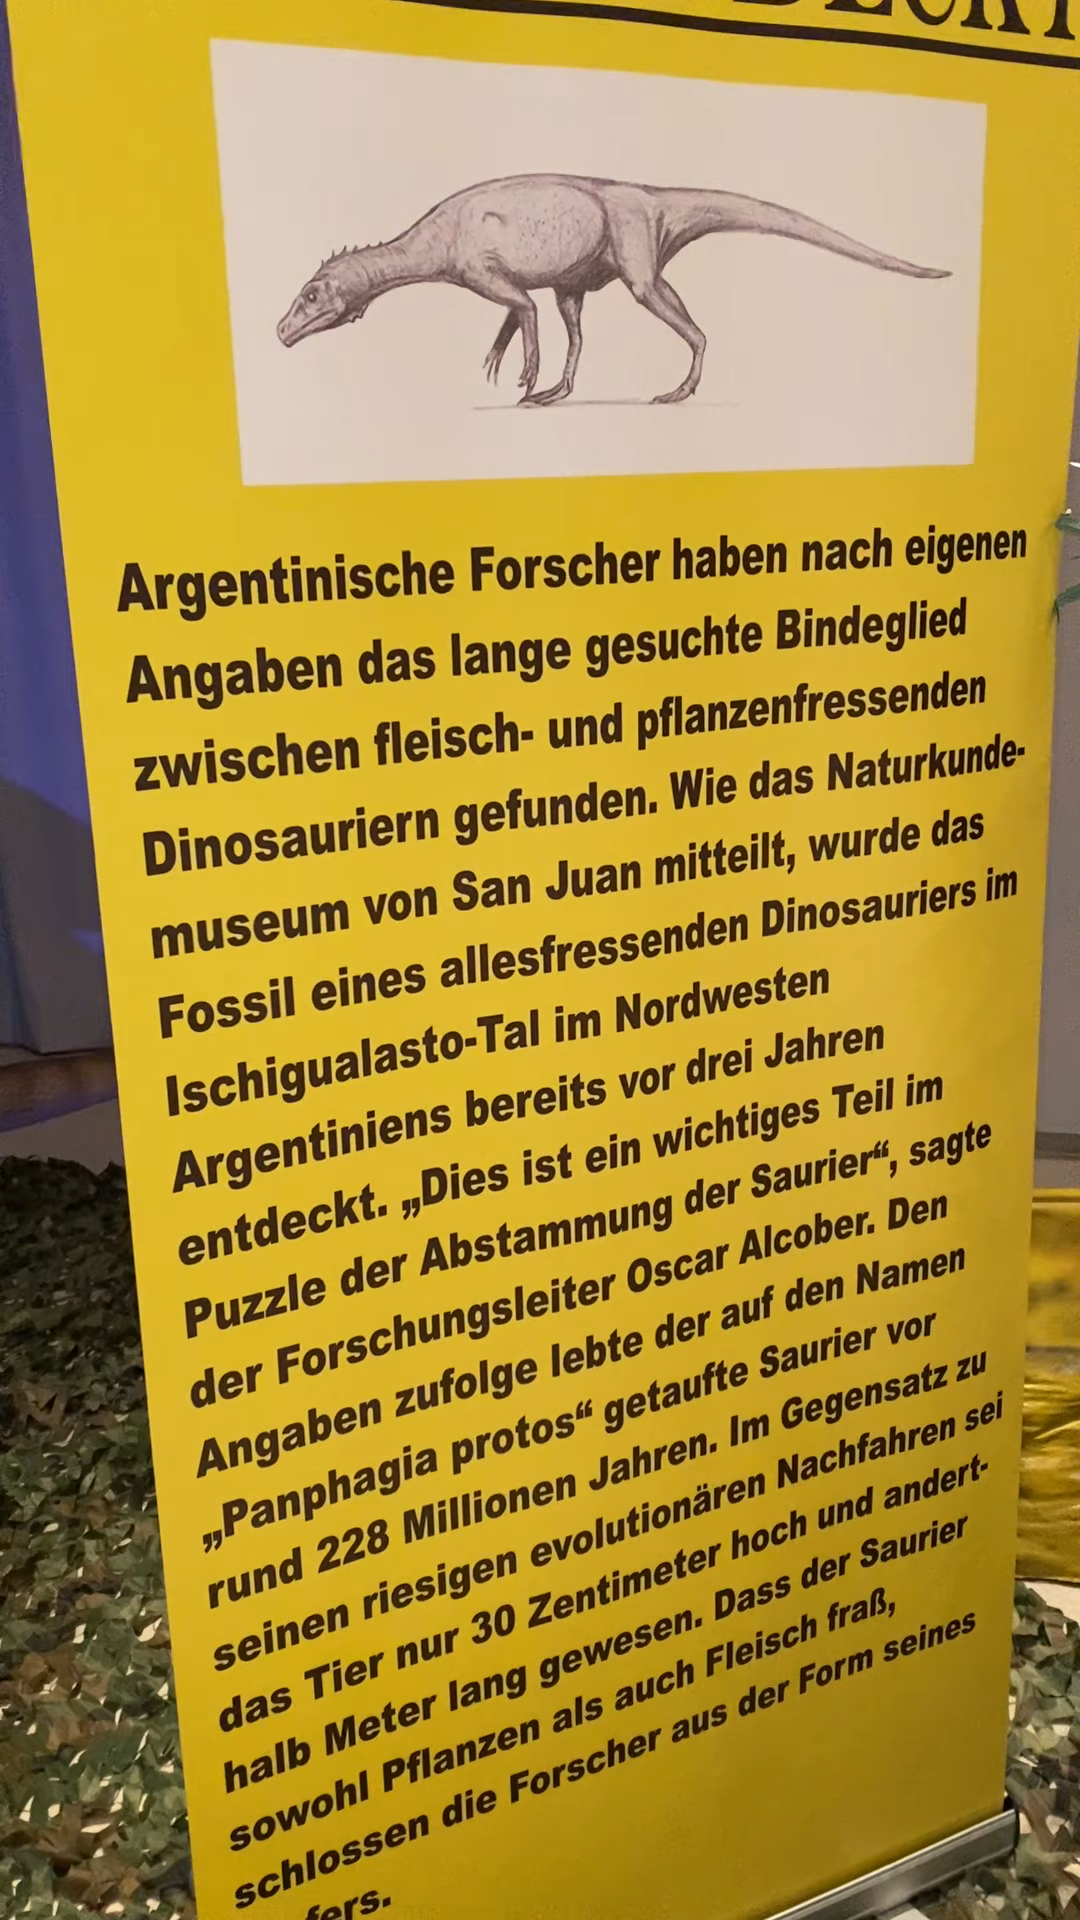 Argentinische Forscher haben nach eigenen
Angaben das lange gesuchte Bindeglied
zwischen fleisch- und pflanzenfressenden
Dinosauriern gefunden. Wie das Naturkunde-
museum von San Juan mitteilt, wurde das
Fossil eines allesfressenden Dinosauriers im
Ischigualasto-Tal im Nordwesten
Argentiniens bereits vor drei Jahren
entdeckt. „Dies ist ein wichtiges Teil im
Puzzle der Abstammung der Saurier“, sagte
der Forschungsleiter Oscar Alcober. Den
Angaben zufolge lebte der auf den Namen
„Panphagia protos“ getaufte Saurier vor
rund 228 Millionen Jahren. Im Gegensatz zu
seinen riesigen evolutionären Nachfahren sei
das Tier nur 30 Zentimeter hoch und andert-
halb Meter lang gewesen. Dass der Saurier
sowohl Pflanzen als auch Fleisch fraß,
schlossen die Forscher aus der Form seines